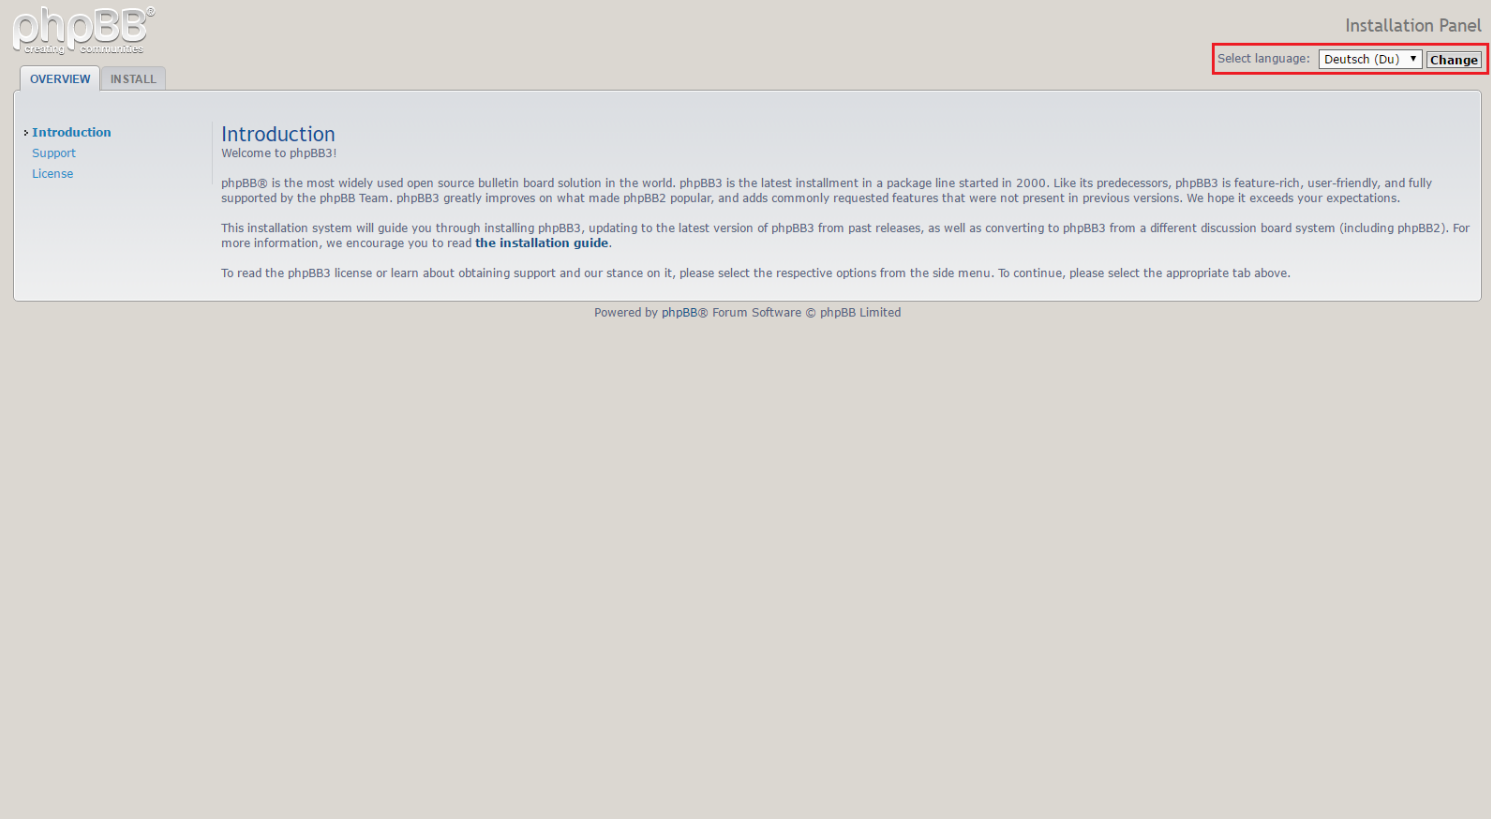 phpBB®
creating communities
Installation Panel
Select language: Deutsch (Du) Change
OVERVIEW INSTALL
Introduction
Support
License
Introduction
Welcome to phpBB3!
phpBB® is the most widely used open source bulletin board solution in the world. phpBB3 is the latest installment in a package line started in 2000. Like its predecessors, phpBB3 is feature-rich, user-friendly, and fully
supported by the phpBB Team. phpBB3 greatly improves on what made phpBB2 popular, and adds commonly requested features that were not present in previous versions. We hope it exceeds your expectations.
This installation system will guide you through installing phpBB3, updating to the latest version of phpBB3 from past releases, as well as converting to phpBB3 from a different discussion board system (including phpBB2). For
more information, we encourage you to read the installation guide.
To read the phpBB3 license or learn about obtaining support and our stance on it, please select the respective options from the side menu. To continue, please select the appropriate tab above.
Powered by phpBB® Forum Software © phpBB Limited